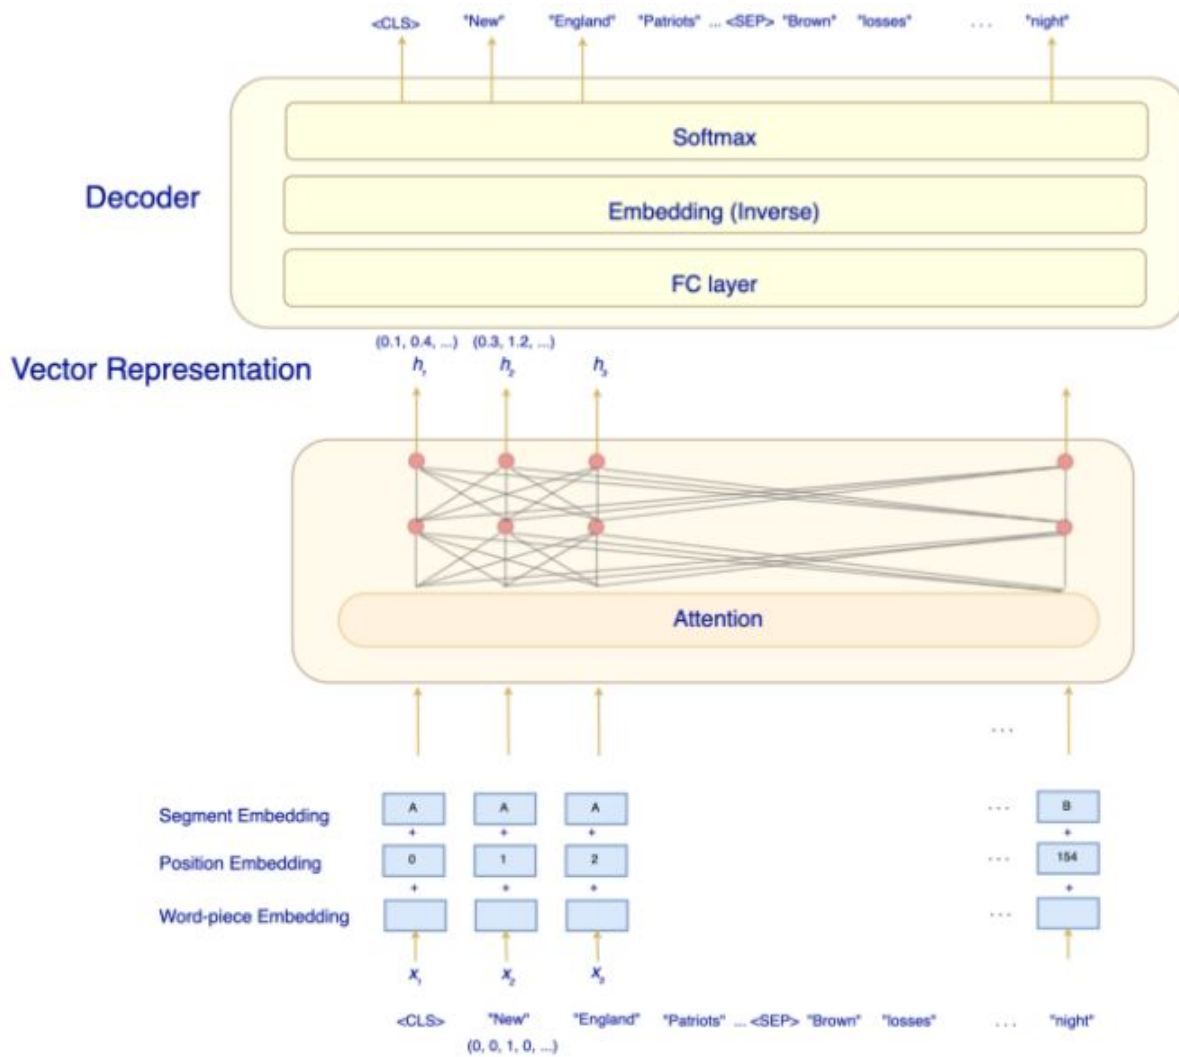 <CLS> "New" "England" "Patriots" ... <SEP> "Brown" "losses" ... "night"
Softmax
Decoder
Embedding (Inverse)
FC layer
(0.1, 0.4, ...) (0.3, 1.2, ...)
Vector Representation h₁ h₂ h₃
Attention
...
Segment Embedding A A A ... B
+ + + +
Position Embedding 0 1 2 ... 154
+ + + +
Word-piece Embedding ...
x₁ x₂ x₃
<CLS> "New" "England" "Patriots" ... <SEP> "Brown" "losses" ... "night"
(0, 0, 1, 0, ...)